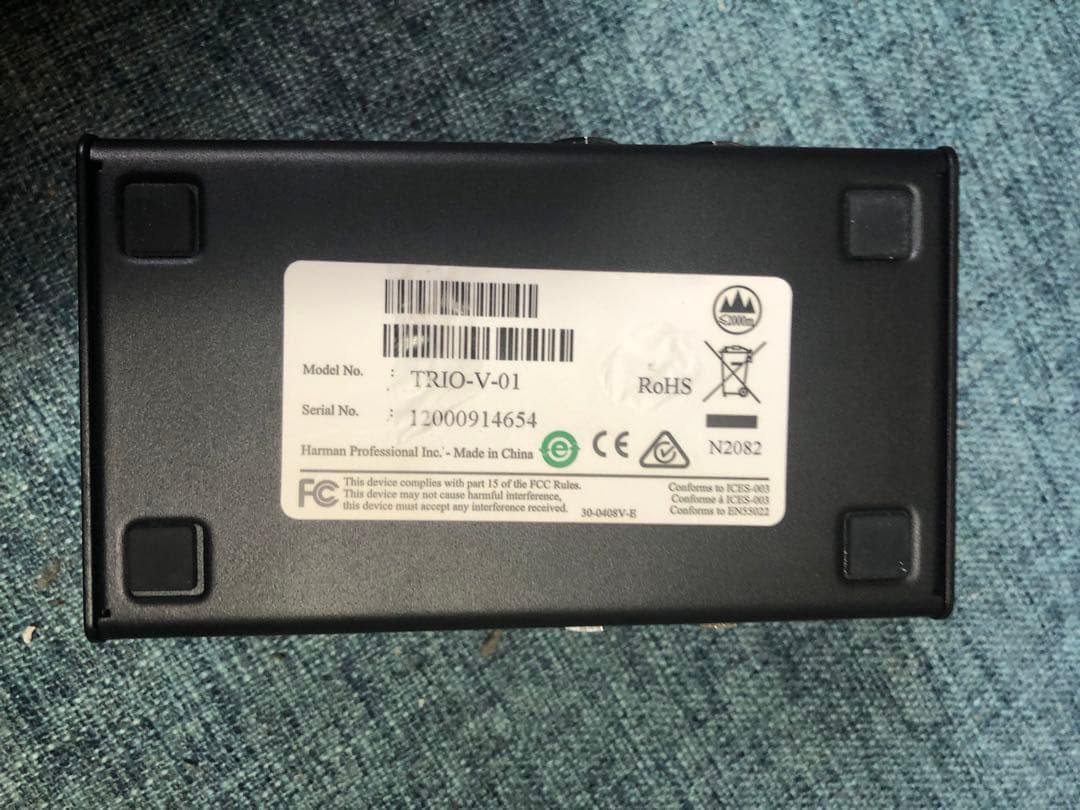 ≤2000m
Model No. : TRIO-V-01
RoHS
Serial No. : 12000914654
N2082
Harman Professional Inc. - Made in China
e
CE
FC
This device complies with part 15 of the FCC Rules.
This device may not cause harmful interference,
this device must accept any interference received.
30-0408V-E
Conforms to ICES-003
Conforme à ICES-003
Conforms to EN55022